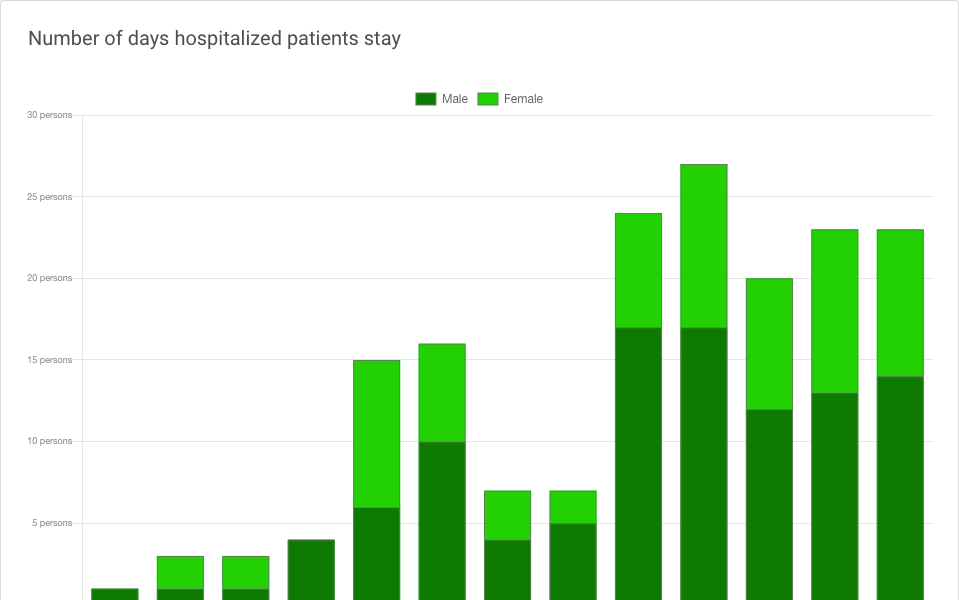 Number of days hospitalized patients stay
Male Female
30 persons
25 persons
20 persons
15 persons
10 persons
5 persons